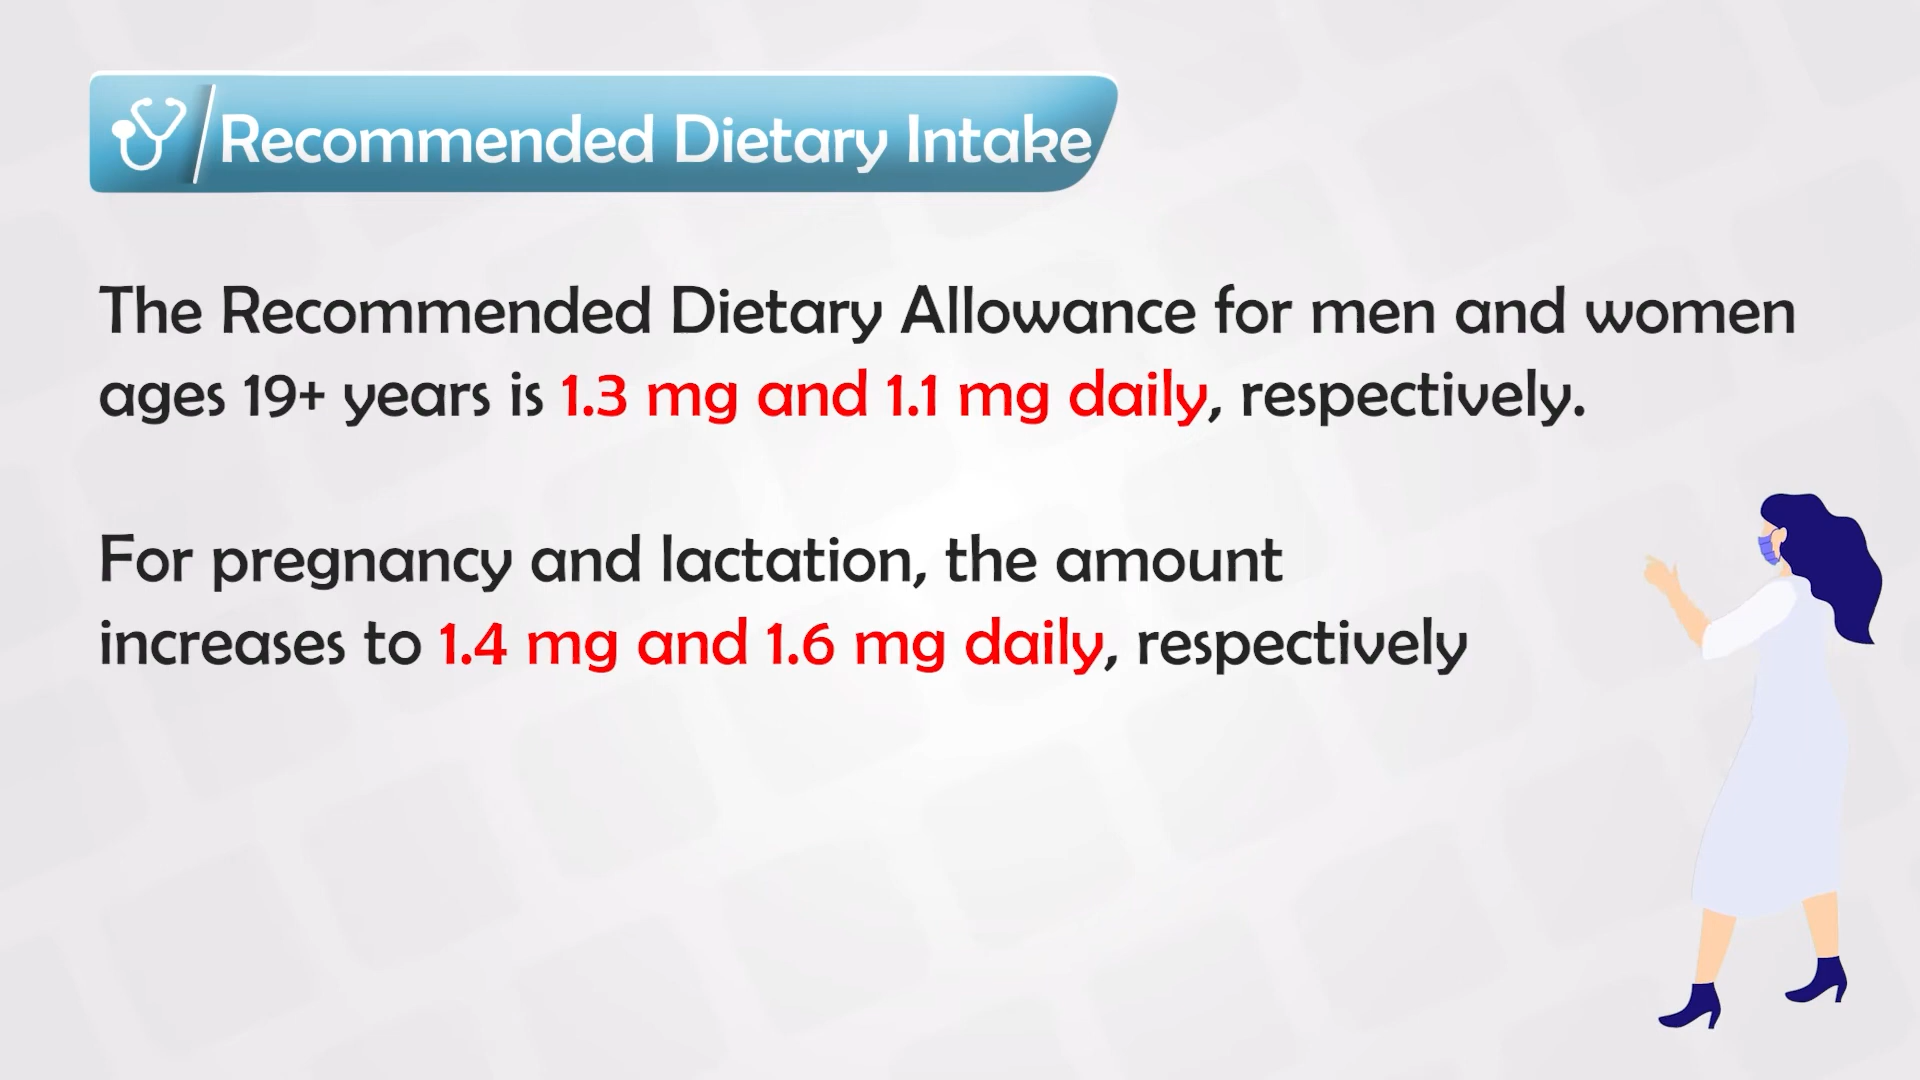 Recommended Dietary Intake
The Recommended Dietary Allowance for men and women
ages 19+ years is 1.3 mg and 1.1 mg daily, respectively.
For pregnancy and lactation, the amount
increases to 1.4 mg and 1.6 mg daily, respectively